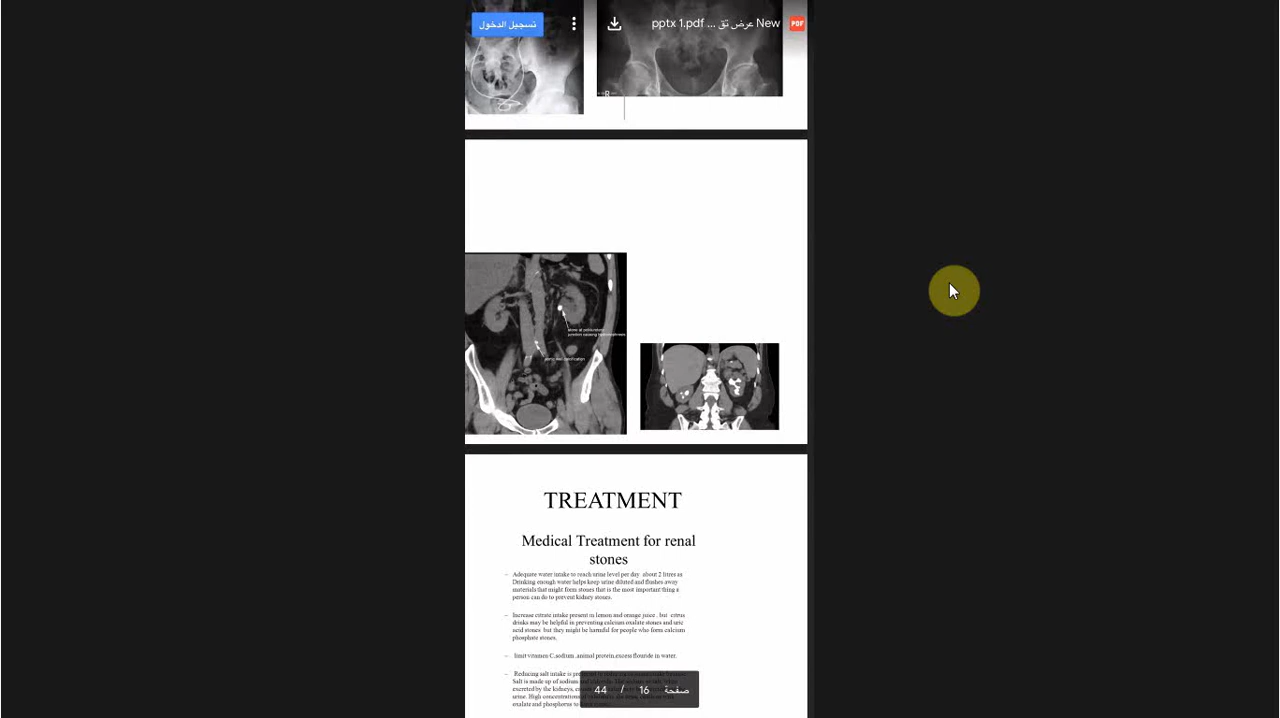 تسجيل الدخول
New عرض تق ... pptx 1.pdf
PDF
R
TREATMENT
Medical Treatment for renal
stones
– Adequate water intake to reach urine level per day about 2 litres as
Drinking enough water helps keep urine diluted and flushes away
materials that might form stones that is the most important thing a
person can do to prevent kidney stones.
– Increase citrate intake present in lemon and orange juice . but citrus
drinks may be helpful in preventing calcium oxalate stones and uric
acid stones but they might be harmful for people who form calcium
phosphate stones.
– limit vitamen C,sodium, animal protein,excess flouride in water.
– Reducing salt intake is
Salt is made up of sodium
excreted by the kidneys,
urine. High concentration
oxalate and phosphorus to
صفحة 16 / 44